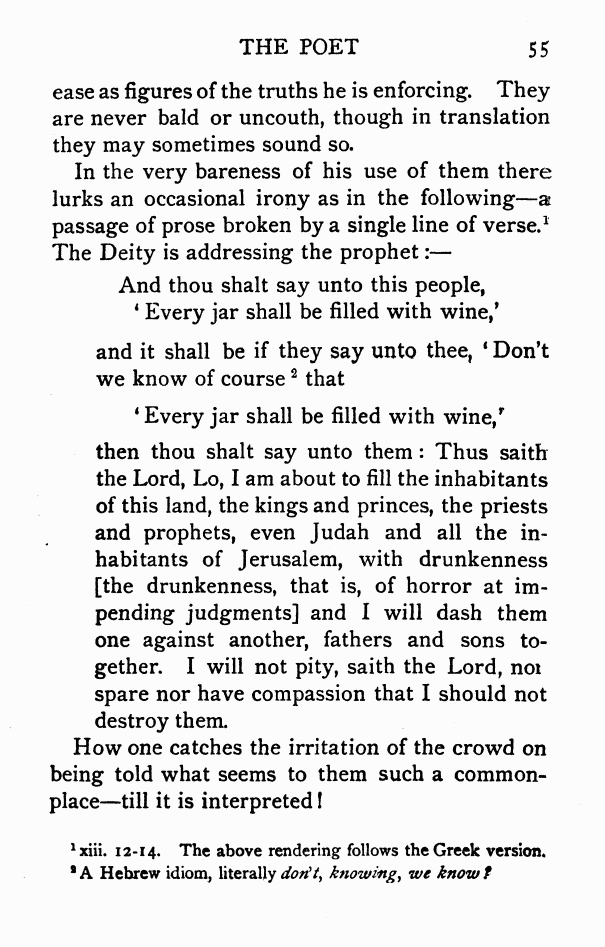 THE POET 55
ease as figures of the truths he is enforcing. They
are never bald or uncouth, though in translation
they may sometimes sound so.
In the very bareness of his use of them there
lurks an occasional irony as in the following—a
passage of prose broken by a single line of verse.¹
The Deity is addressing the prophet :—
And thou shalt say unto this people,
‘ Every jar shall be filled with wine,’
and it shall be if they say unto thee, ‘ Don’t
we know of course ² that
‘ Every jar shall be filled with wine,’
then thou shalt say unto them : Thus saith
the Lord, Lo, I am about to fill the inhabitants
of this land, the kings and princes, the priests
and prophets, even Judah and all the in-
habitants of Jerusalem, with drunkenness
[the drunkenness, that is, of horror at im-
pending judgments] and I will dash them
one against another, fathers and sons to-
gether. I will not pity, saith the Lord, nor
spare nor have compassion that I should not
destroy them.
How one catches the irritation of the crowd on
being told what seems to them such a common-
place—till it is interpreted !
¹ xiii. 12-14. The above rendering follows the Greek version.
² A Hebrew idiom, literally don’t, knowing, we know ?